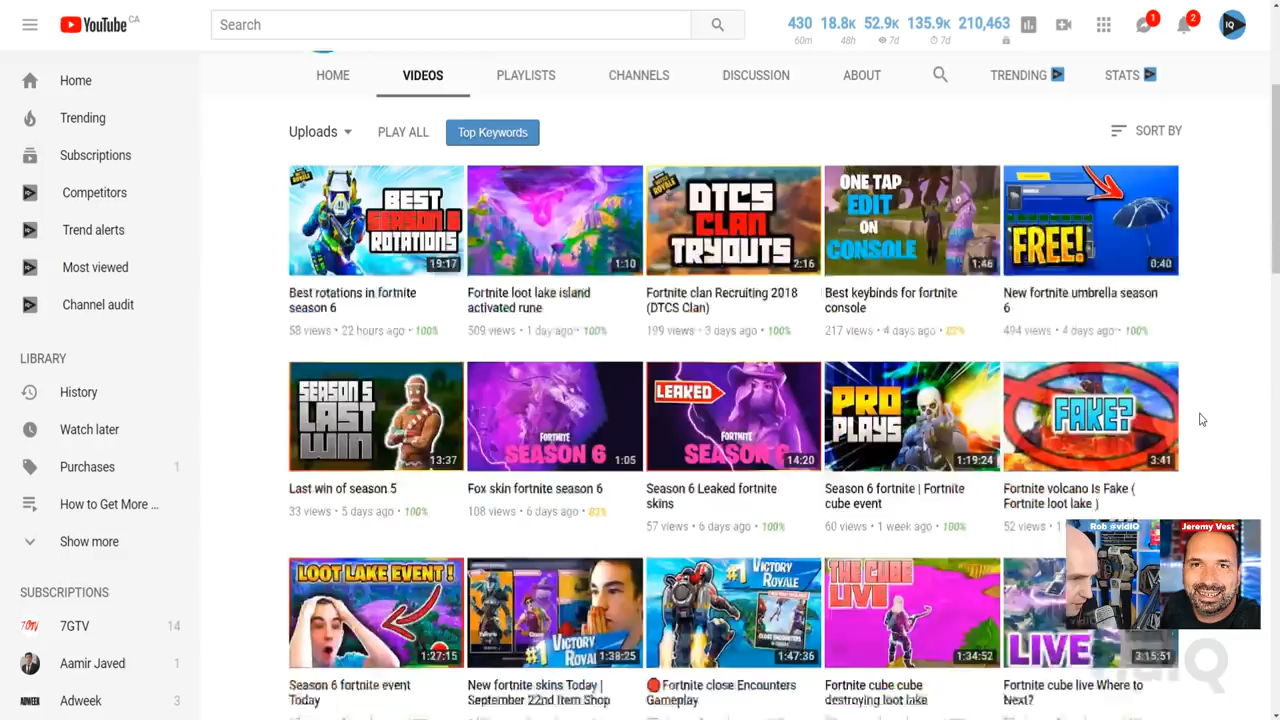 YouTube CA
Search
430 18.8K 52.9K 135.9K 210,463
60m 48h 7d 7d
1
2
IQ
HOME VIDEOS PLAYLISTS CHANNELS DISCUSSION ABOUT TRENDING STATS
Home
Trending
Subscriptions
Competitors
Trend alerts
Most viewed
Channel audit
LIBRARY
History
Watch later
Purchases 1
How to Get More ...
Show more
SUBSCRIPTIONS
7GTV 14
Aamir Javed 1
ADWEEK Adweek 3
Uploads PLAY ALL Top Keywords SORT BY
BEST SEASON 6 ROTATIONS 19:17
1:10
DTCS CLAN TRYOUTS 2:16
ONE TAP EDIT ON CONSOLE 1:46
FREE! 0:40
Best rotations in fortnite season 6
58 views • 22 hours ago • 100%
Fortnite loot lake island activated rune
509 views • 1 day ago • 100%
Fortnite clan Recruiting 2018 (DTCS Clan)
199 views • 3 days ago • 100%
Best keybinds for fortnite console
217 views • 4 days ago
New fortnite umbrella season 6
494 views • 4 days ago • 100%
SEASON 5 LAST WIN 13:37
FORTNITE SEASON 6 1:05
LEAKED FORTNITE SEASON 14:20
PRO PLAYS 1:19:24
FAKE? 3:41
Last win of season 5
33 views • 5 days ago • 100%
Fox skin fortnite season 6
108 views • 6 days ago
Season 6 Leaked fortnite skins
57 views • 6 days ago • 100%
Season 6 fortnite | Fortnite cube event
60 views • 1 week ago • 100%
Fortnite volcano Is Fake ( Fortnite loot lake )
52 views • 1
Rob @vidIQ
Jeremy Vest
LOOT LAKE EVENT! 1:27:15
#1 VICTORY ROYAL 1:38:25
#1 VICTORY ROYALE CLOSE ENCOUNTERS 1:47:36
THE CUBE LIVE 1:34:52
LIVE 3:15:51
Season 6 fortnite event Today
New fortnite skins Today | September 22nd Item Shop
Fortnite close Encounters Gameplay
Fortnite cube cube destroying loot lake
Fortnite cube live Where to Next?
vidIQ